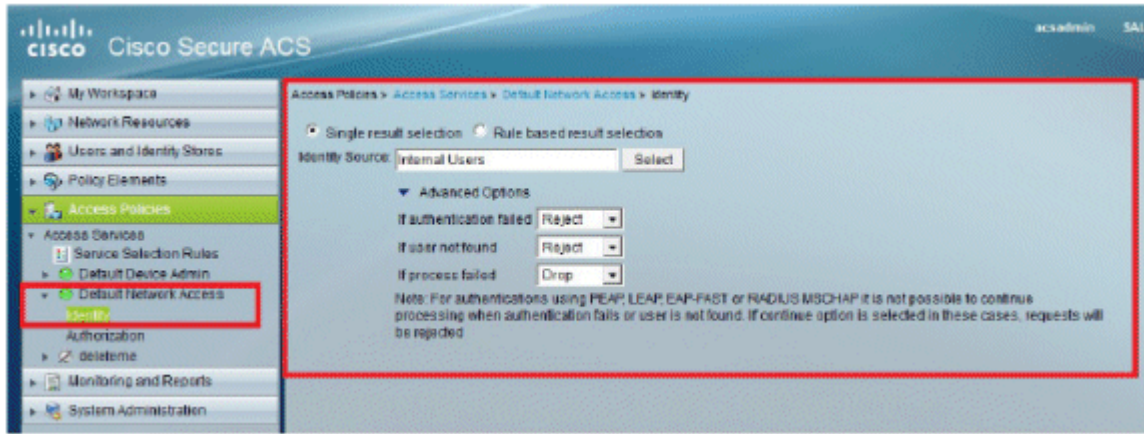 CISCO Cisco Secure ACS
acsadmin
My Workspace
Network Resources
Users and Identity Stores
Policy Elements
Access Policies
Access Services
Service Selection Rules
Default Device Admin
Default Network Access
Identity
Authorization
deleteme
Monitoring and Reports
System Administration
Access Policies > Access Services > Default Network Access > Identity
Single result selection Rule based result selection
Identity Source: Internal Users Select
Advanced Options
If authentication failed Reject
If user not found Reject
If process failed Drop
Note: For authentications using PEAP, LEAP, EAP-FAST or RADIUS MSCHAP it is not possible to continue
processing when authentication fails or user is not found. If continue option is selected in these cases, requests will
be rejected